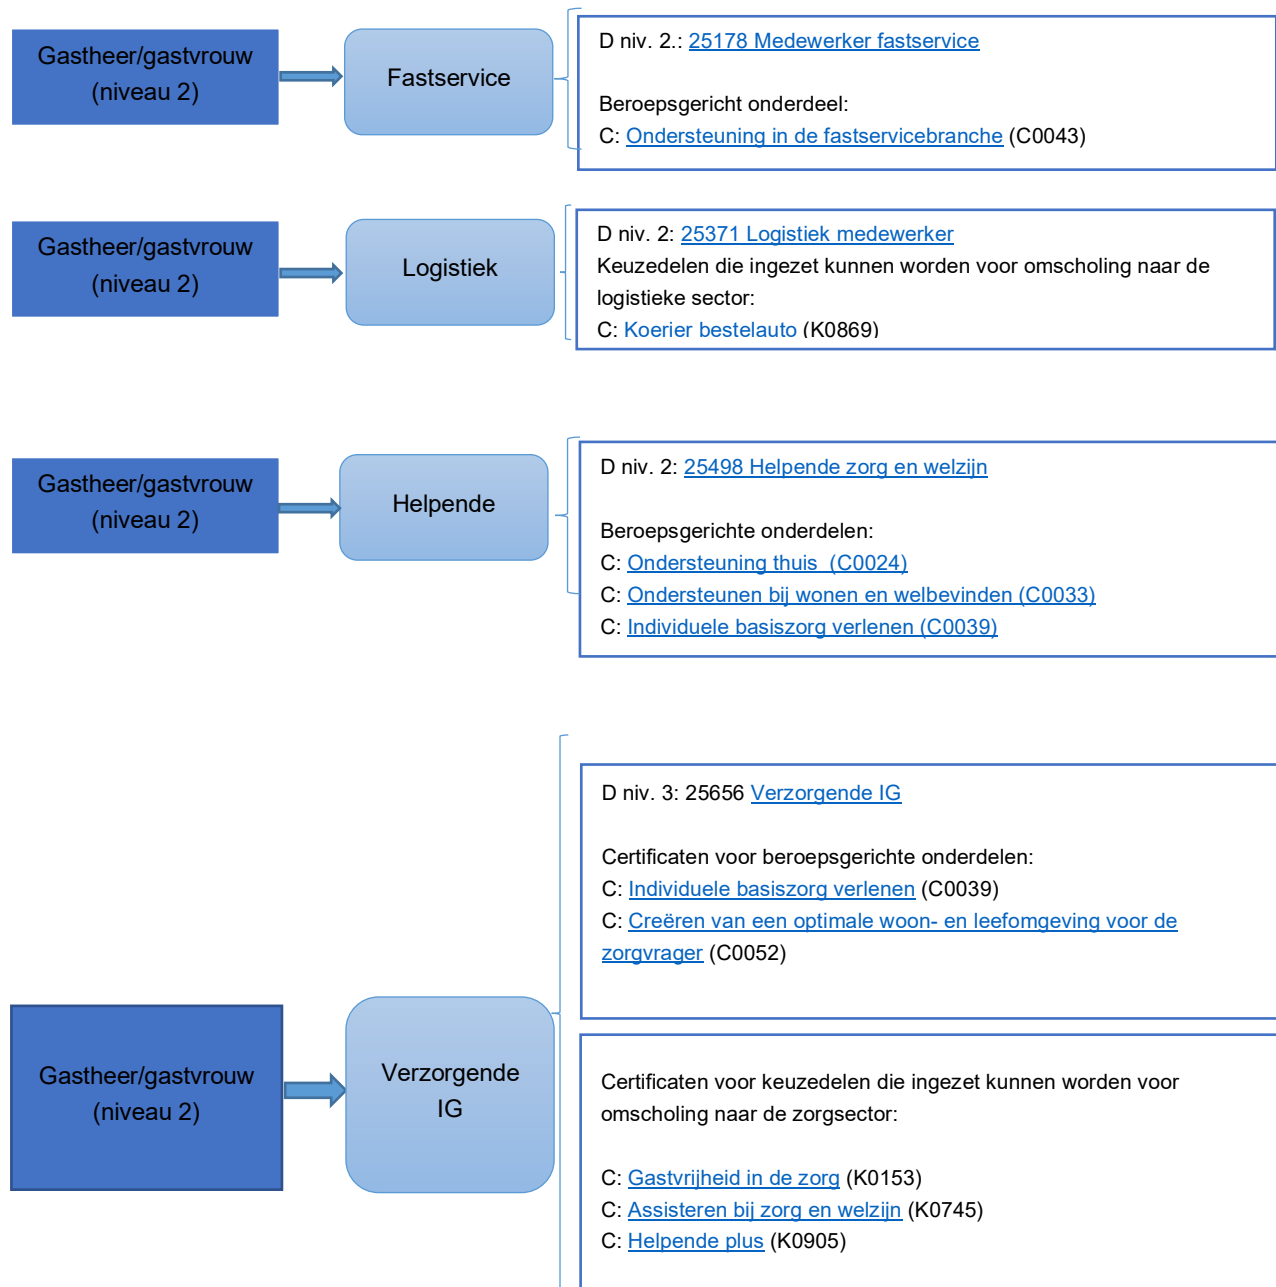 Gastheer/gastvrouw
(niveau 2)
Fastservice
D niv. 2.: 25178 Medewerker fastservice
Beroepsgericht onderdeel:
C: Ondersteuning in de fastservicebranche (C0043)
Gastheer/gastvrouw
(niveau 2)
Logistiek
D niv. 2: 25371 Logistiek medewerker
Keuzedelen die ingezet kunnen worden voor omscholing naar de
logistieke sector:
C: Koerier bestelauto (K0869)
Gastheer/gastvrouw
(niveau 2)
Helpende
D niv. 2: 25498 Helpende zorg en welzijn
Beroepsgerichte onderdelen:
C: Ondersteuning thuis  (C0024)
C: Ondersteunen bij wonen en welbevinden (C0033)
C: Individuele basiszorg verlenen (C0039)
Gastheer/gastvrouw
(niveau 2)
Verzorgende
IG
D niv. 3: 25656 Verzorgende IG
Certificaten voor beroepsgerichte onderdelen:
C: Individuele basiszorg verlenen (C0039)
C: Creëren van een optimale woon- en leefomgeving voor de
zorgvrager (C0052)
Certificaten voor keuzedelen die ingezet kunnen worden voor
omscholing naar de zorgsector:
C: Gastvrijheid in de zorg (K0153)
C: Assisteren bij zorg en welzijn (K0745)
C: Helpende plus (K0905)